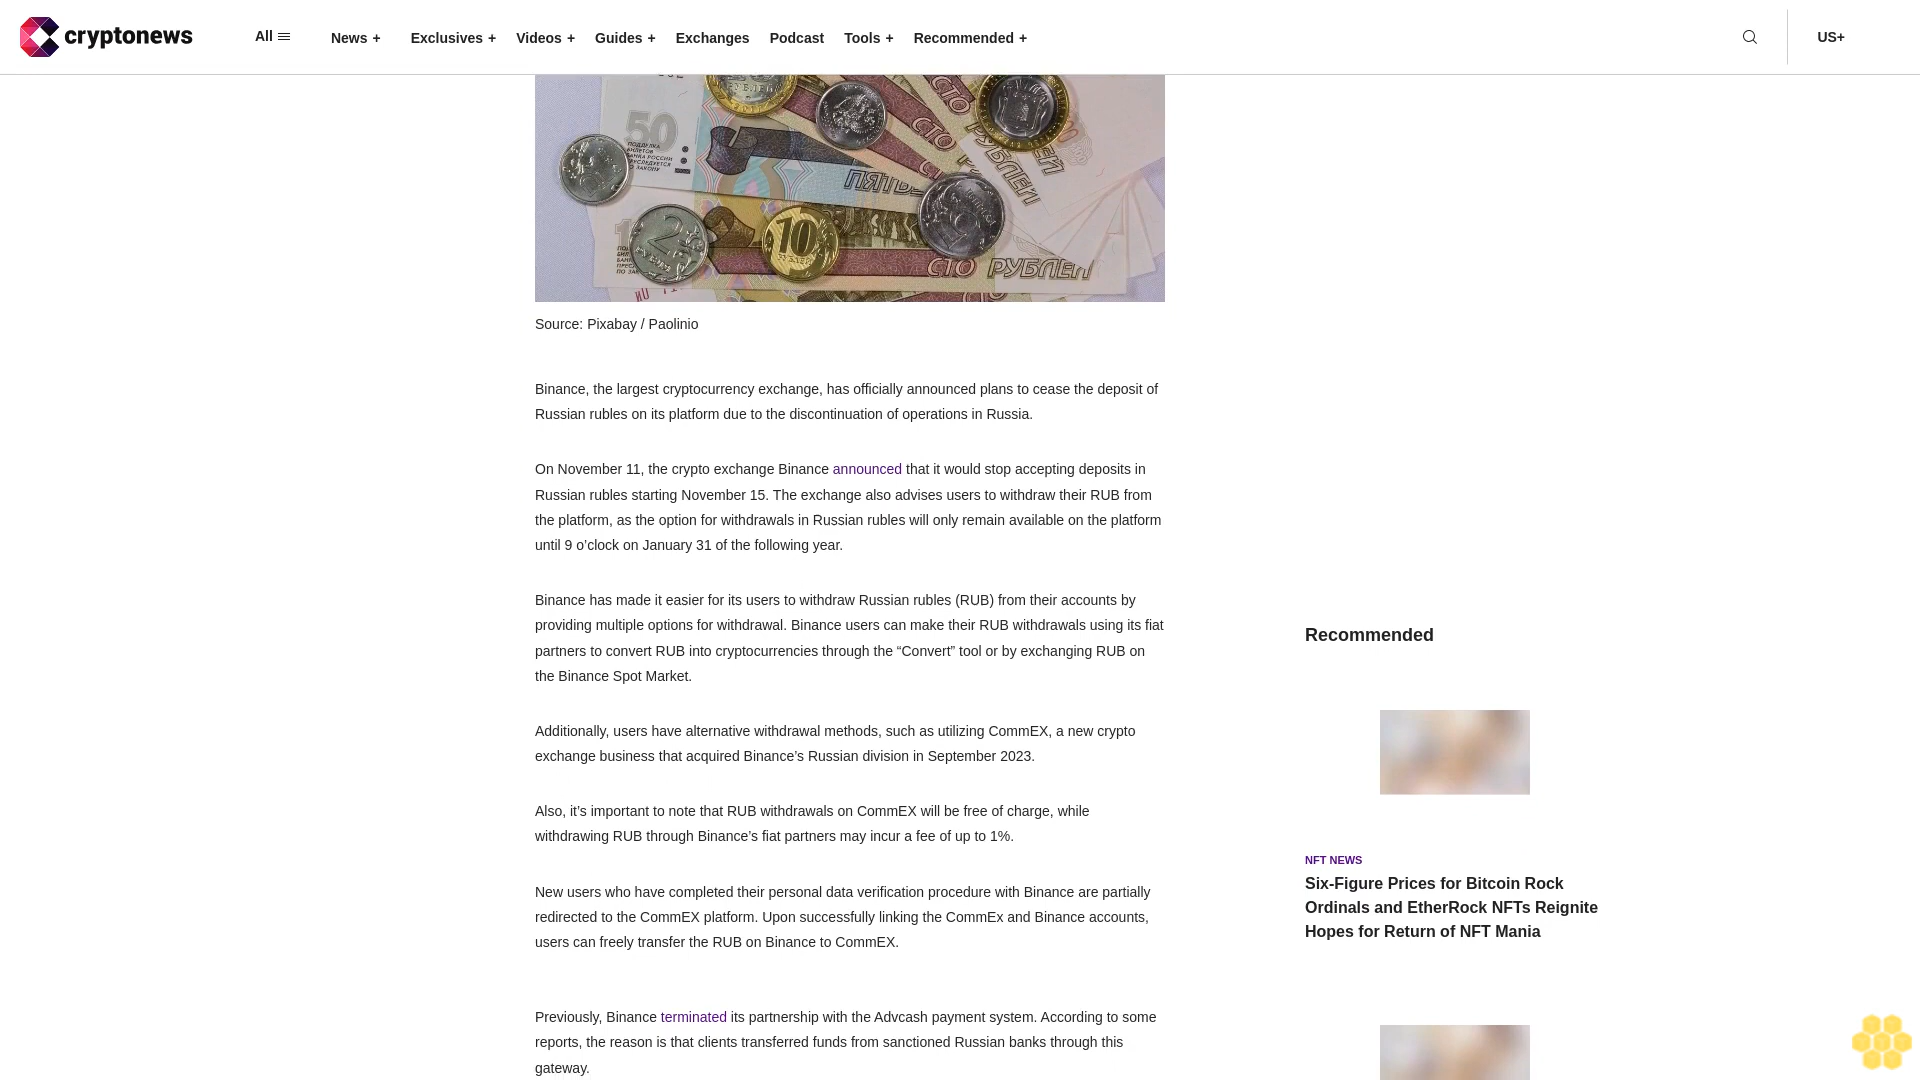 cryptonews
All
News +
Exclusives +
Videos +
Guides +
Exchanges
Podcast
Tools +
Recommended +
US+
50
ПОДДЕЛКА
БИЛЕТОВ
БАНКА РОССИИ
ПРЕСЛЕДУЕТСЯ
ПО ЗАКОНУ
СТО
РУБЛЕЙ
ПЯТЬ
2
10
СТО РУБЛЕЙ
Source: Pixabay / Paolinio
Binance, the largest cryptocurrency exchange, has officially announced plans to cease the deposit of
Russian rubles on its platform due to the discontinuation of operations in Russia.
On November 11, the crypto exchange Binance announced that it would stop accepting deposits in
Russian rubles starting November 15. The exchange also advises users to withdraw their RUB from
the platform, as the option for withdrawals in Russian rubles will only remain available on the platform
until 9 o’clock on January 31 of the following year.
Binance has made it easier for its users to withdraw Russian rubles (RUB) from their accounts by
providing multiple options for withdrawal. Binance users can make their RUB withdrawals using its fiat
partners to convert RUB into cryptocurrencies through the “Convert” tool or by exchanging RUB on
the Binance Spot Market.
Additionally, users have alternative withdrawal methods, such as utilizing CommEX, a new crypto
exchange business that acquired Binance’s Russian division in September 2023.
Also, it’s important to note that RUB withdrawals on CommEX will be free of charge, while
withdrawing RUB through Binance’s fiat partners may incur a fee of up to 1%.
New users who have completed their personal data verification procedure with Binance are partially
redirected to the CommEX platform. Upon successfully linking the CommEx and Binance accounts,
users can freely transfer the RUB on Binance to CommEX.
Previously, Binance terminated its partnership with the Advcash payment system. According to some
reports, the reason is that clients transferred funds from sanctioned Russian banks through this
gateway.
Recommended
NFT NEWS
Six-Figure Prices for Bitcoin Rock
Ordinals and EtherRock NFTs Reignite
Hopes for Return of NFT Mania